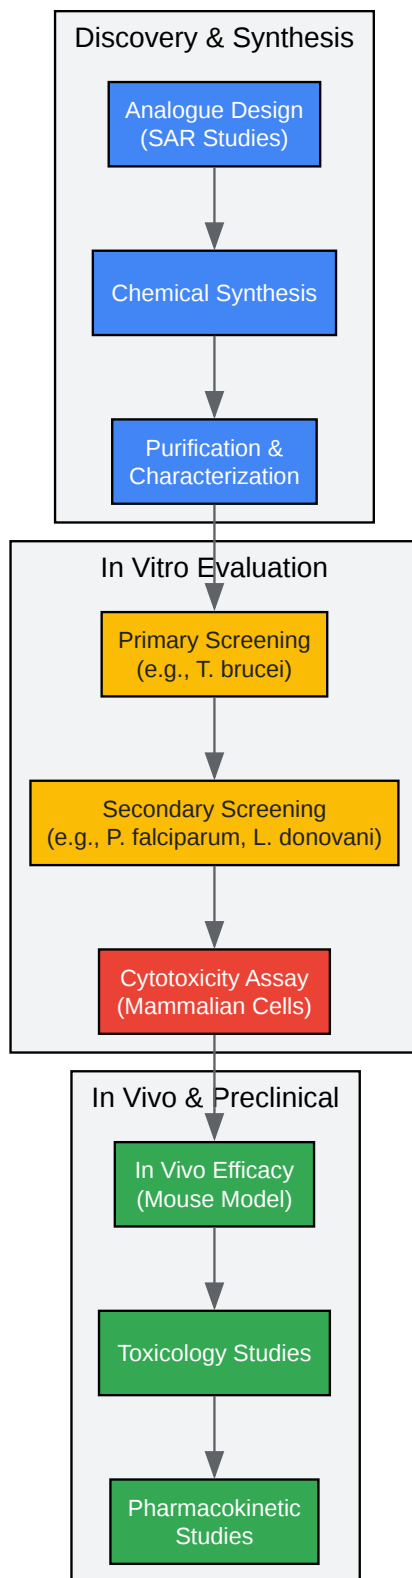 Discovery & Synthesis
Analogue Design
(SAR Studies)
Chemical Synthesis
Purification &
Characterization
In Vitro Evaluation
Primary Screening
(e.g., T. brucei)
Secondary Screening
(e.g., P. falciparum, L. donovani)
Cytotoxicity Assay
(Mammalian Cells)
In Vivo & Preclinical
In Vivo Efficacy
(Mouse Model)
Toxicology Studies
Pharmacokinetic
Studies